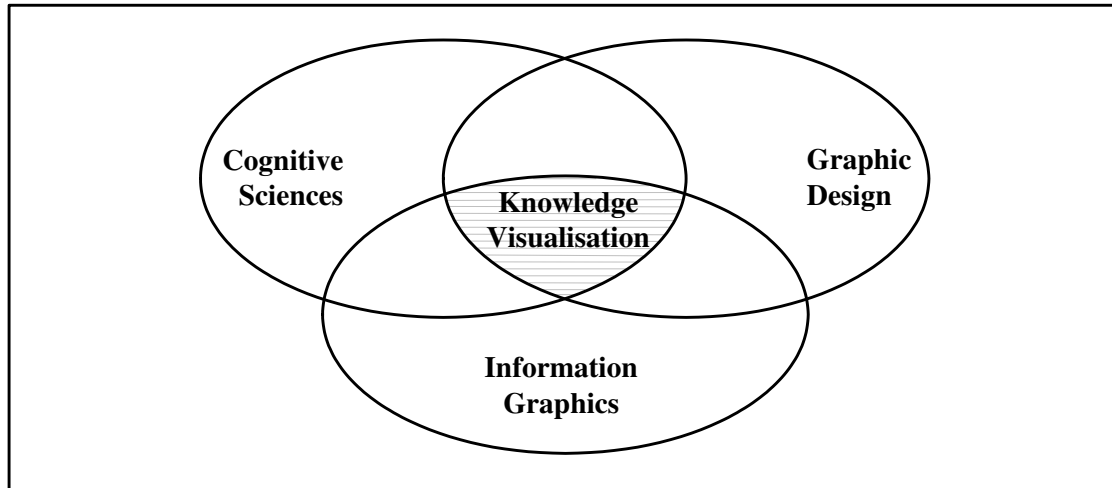 Cognitive
Sciences
Graphic
Design
Knowledge
Visualisation
Information
Graphics